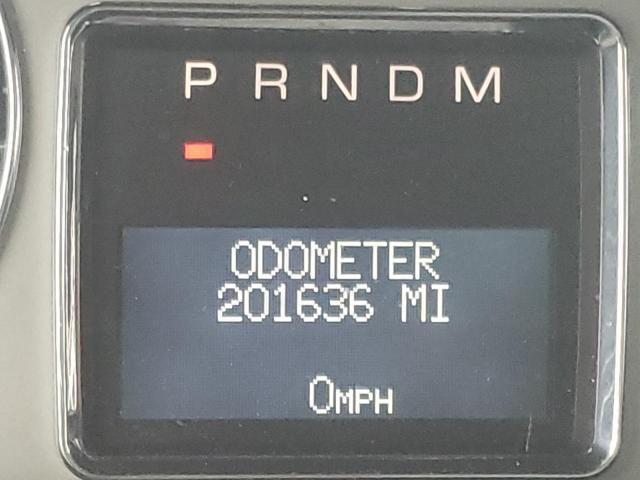 P R N D M
ODOMETER
201636 MI
0MPH